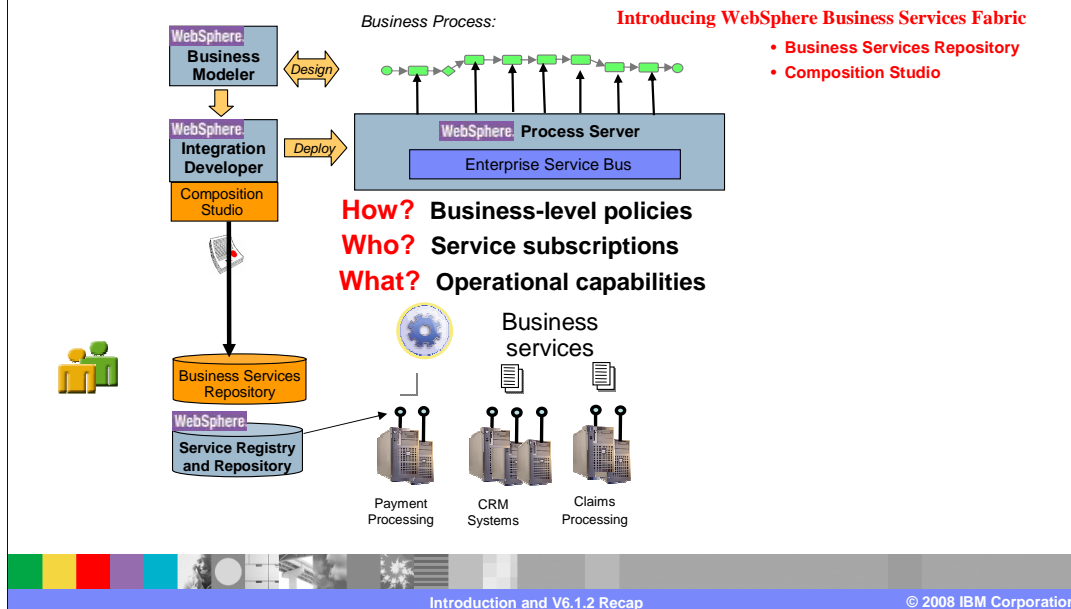 Business Process:
Introducing WebSphere Business Services Fabric
• Business Services Repository
• Composition Studio
WebSphere.
Business
Modeler
Design
WebSphere.
Integration
Developer
Deploy
Composition
Studio
WebSphere. Process Server
Enterprise Service Bus
How? Business-level policies
Who? Service subscriptions
What? Operational capabilities
Business
services
Business Services
Repository
WebSphere
Service Registry
and Repository
Payment
Processing
CRM
Systems
Claims
Processing
Introduction and V6.1.2 Recap
© 2008 IBM Corporation